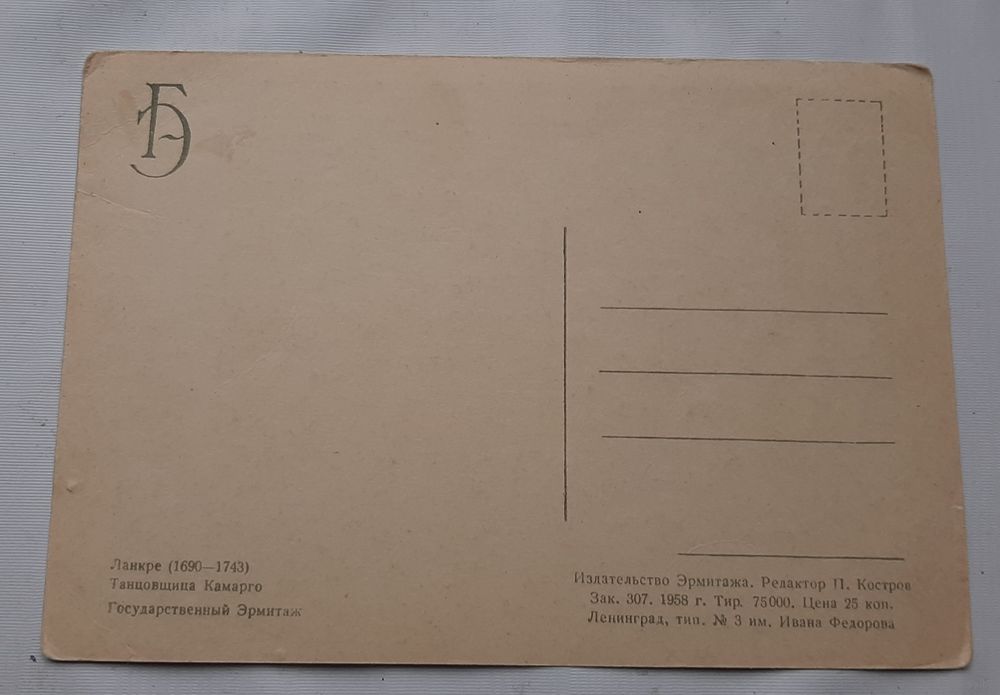 Ланкре (1690—1743)
Танцовщица Камарго
Государственный Эрмитаж
Издательство Эрмитажа. Редактор П. Костров
Зак. 307. 1958 г. Тир. 75000. Цена 25 коп.
Ленинград, тип. № 3 им. Ивана Федорова